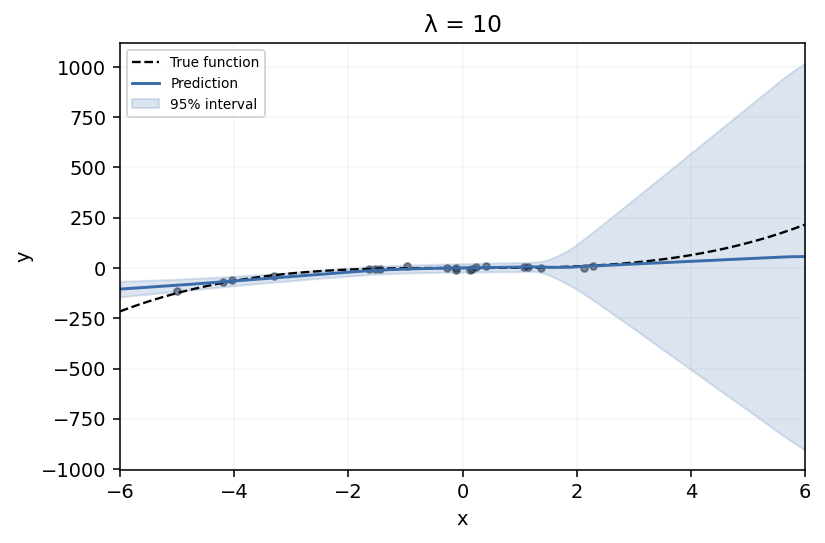 λ = 10
True function
Prediction
95% interval
1000
750
500
250
0
−250
−500
−750
−1000
y
−6 −4 −2 0 2 4 6
x